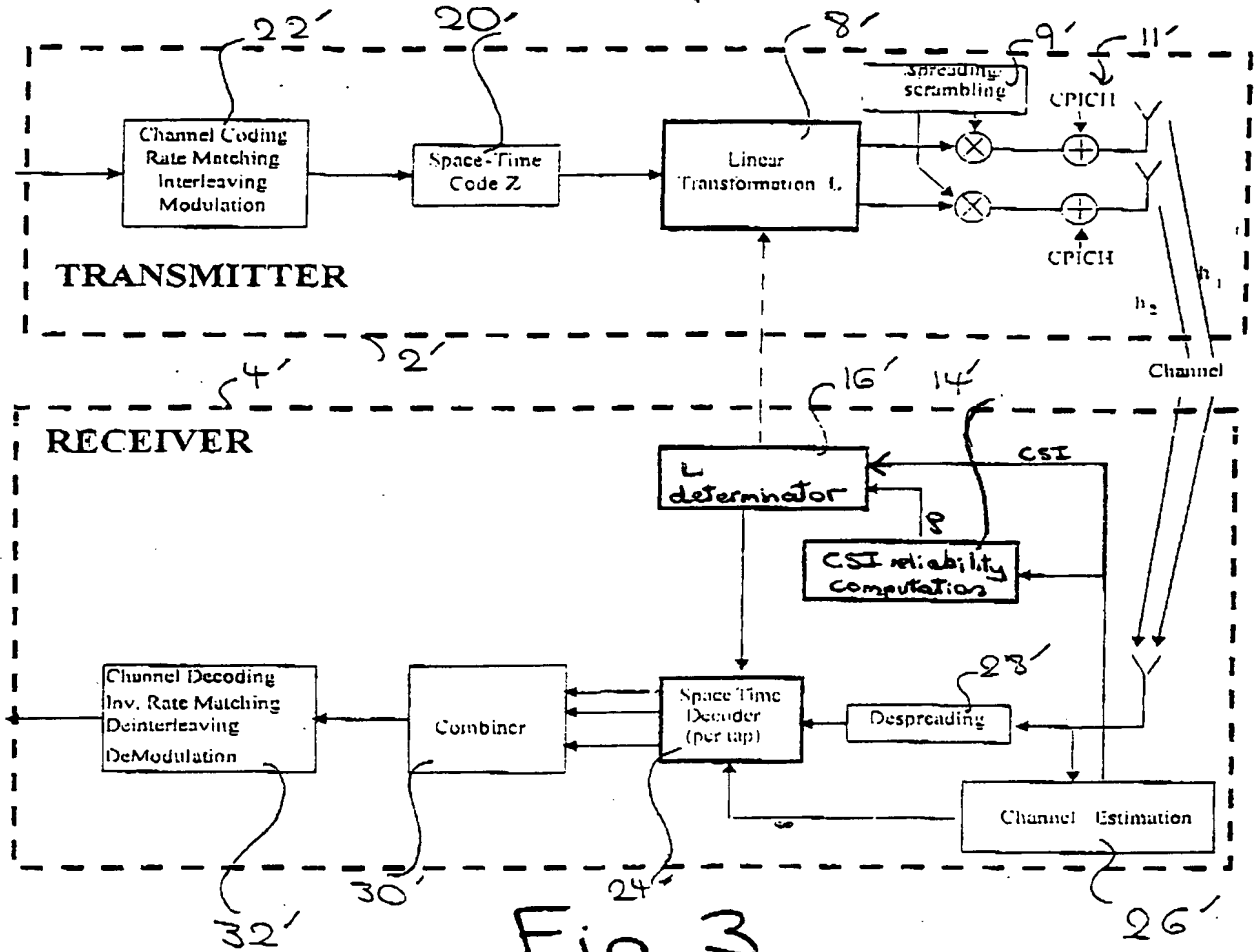 22'
20'
8'
9'
11'
Spreading/
scrambling
CPICH
Channel Coding
Rate Matching
Interleaving
Modulation
Space-Time
Code Z
Linear
Transformation L
CPICH
TRANSMITTER
h1
h2
2'
4'
16'
14'
Channel
RECEIVER
CSI
L
determinator
CSI reliability
computation
28'
Channel Decoding
Inv. Rate Matching
Deinterleaving
DeModulation
Combiner
Space Time
Decoder
(per tap)
Despreading
Channel Estimation
30'
24'
26'
32'
Fig 3